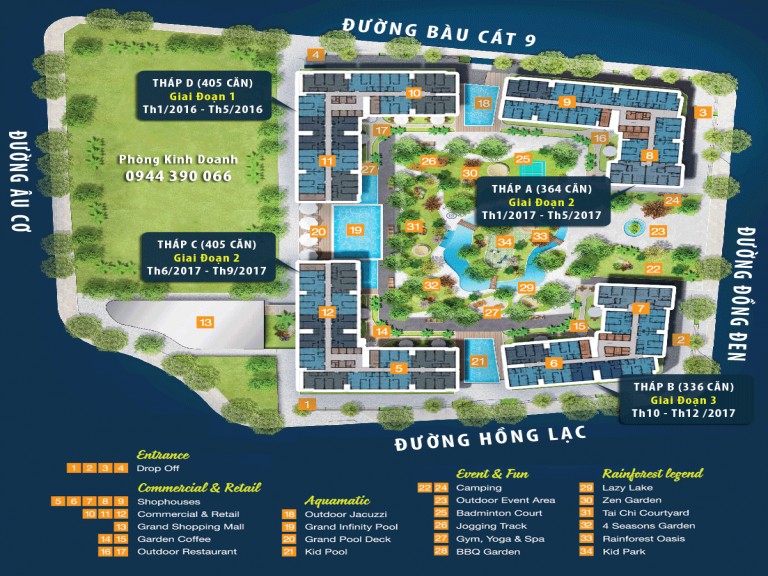 ĐƯỜNG BÀU CÁT 9
THÁP D (405 CĂN)
Giai Đoạn 1
Th1/2016 - Th5/2016
Phòng Kinh Doanh
0944 390 066
ĐƯỜNG ÂU CƠ
THÁP A (364 CĂN)
Giai Đoạn 2
Th1/2017 - Th5/2017
THÁP C (405 CĂN)
Giai Đoạn 2
Th6/2017 - Th9/2017
ĐƯỜNG ĐỒNG ĐEN
THÁP B (336 CĂN)
Giai Đoạn 3
Th10 - Th12 /2017
ĐƯỜNG HỒNG LẠC
4
10
18
9
3
17
16
11
27
26
25
30
8
24
20
19
31
34
33
23
22
32
29
12
13
14
27
15
7
2
5
21
6
1
Entrance
1 2 3 4 Drop Off
Commercial & Retail
5 6 7 8 9 Shophouses
10 11 12 Commercial & Retail
13 Grand Shopping Mall
14 15 Garden Coffee
16 17 Outdoor Restaurant
Aquamatic
18 Outdoor Jacuzzi
19 Grand Infinity Pool
20 Grand Pool Deck
21 Kid Pool
Event & Fun
22 24 Camping
23 Outdoor Event Area
25 Badminton Court
26 Jogging Track
27 Gym, Yoga & Spa
28 BBQ Garden
Rainforest legend
29 Lazy Lake
30 Zen Garden
31 Tai Chi Courtyard
32 4 Seasons Garden
33 Rainforest Oasis
34 Kid Park